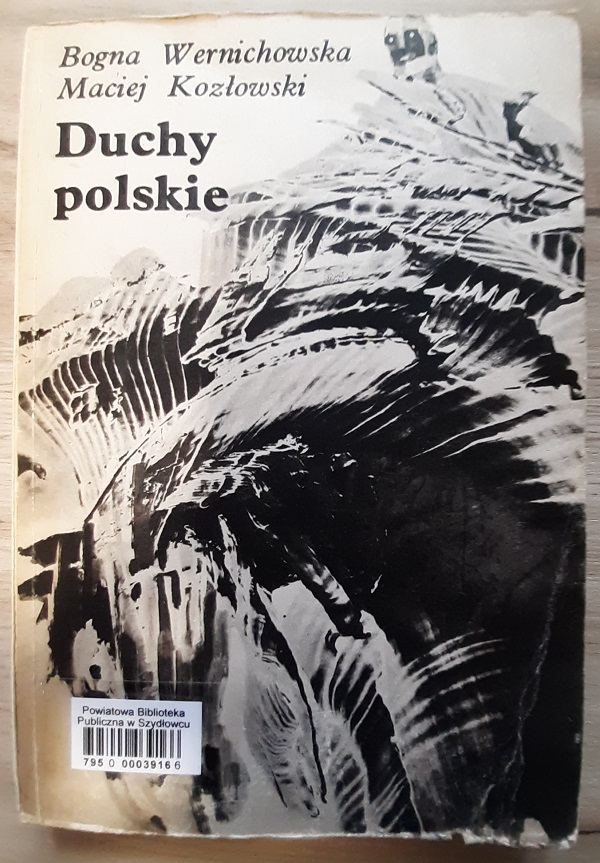 Bogna Wernichowska
Maciej Kozłowski
Duchy
polskie
Powiatowa Biblioteka
Publiczna w Szydłowcu
795 0 00039166